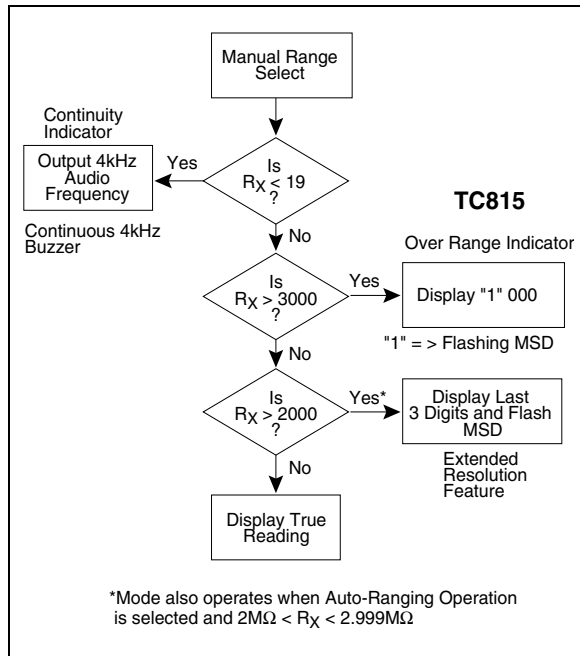 Manual Range
Select
Continuity
Indicator
Output 4kHz
Audio
Frequency
Yes
Is
RX < 19
?
TC815
Continuous 4kHz
Buzzer
No
Over Range Indicator
Is
RX > 3000
?
Yes
Display "1" 000
"1" = > Flashing MSD
No
Is
RX > 2000
?
Yes*
Display Last
3 Digits and Flash
MSD
No
Extended
Resolution
Feature
Display True
Reading
*Mode also operates when Auto-Ranging Operation
is selected and 2MΩ < RX < 2.999MΩ